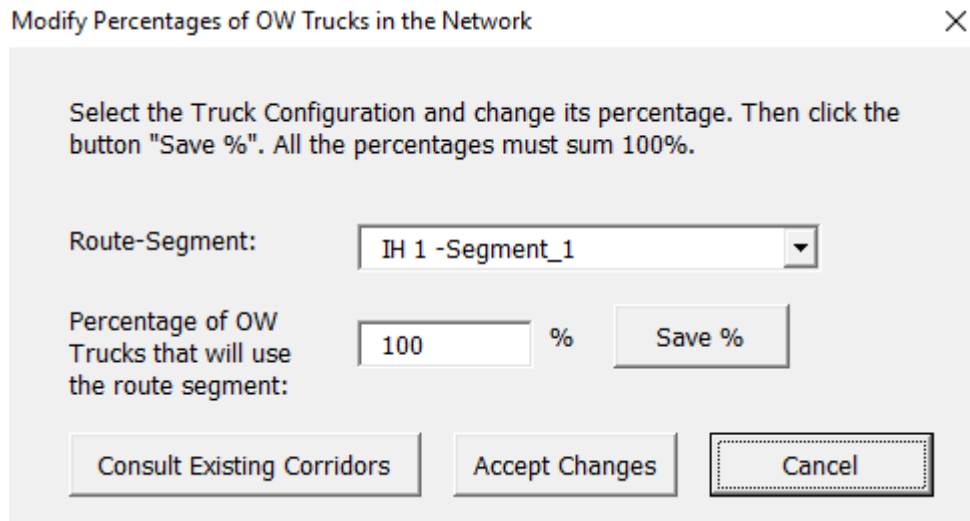 Modify Percentages of OW Trucks in the Network
Select the Truck Configuration and change its percentage. Then click the
button "Save %". All the percentages must sum 100%.
Route-Segment:
IH 1 -Segment_1
Percentage of OW
Trucks that will use
the route segment:
100
%
Save %
Consult Existing Corridors
Accept Changes
Cancel